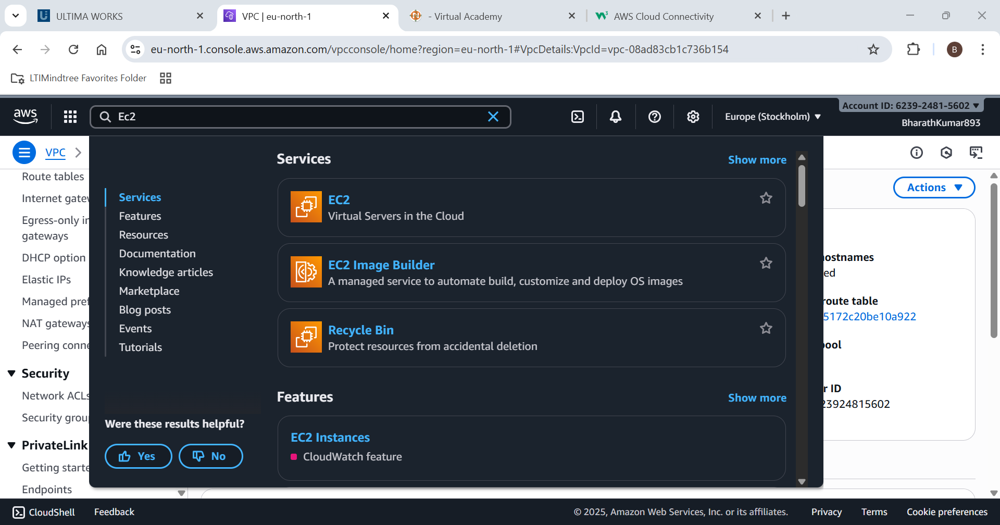 ULTIMA WORKS
VPC | eu-north-1
- Virtual Academy
AWS Cloud Connectivity
eu-north-1.console.aws.amazon.com/vpcconsole/home?region=eu-north-1#VpcDetails:VpcId=vpc-08ad83cb1c736b154
B
LTIMindtree Favorites Folder
aws
Ec2
Europe (Stockholm)
Account ID: 6239-2481-5602
BharathKumar893
VPC
Route tables
Internet gatew
Egress-only in
gateways
DHCP option
Elastic IPs
Managed pref
NAT gateways
Peering conne
Security
Network ACLs
Security grou
PrivateLink
Getting starte
Endpoints
Services
Features
Resources
Documentation
Knowledge articles
Marketplace
Blog posts
Events
Tutorials
Were these results helpful?
Yes
No
Services
Show more
EC2
Virtual Servers in the Cloud
EC2 Image Builder
A managed service to automate build, customize and deploy OS images
Recycle Bin
Protect resources from accidental deletion
Features
Show more
EC2 Instances
CloudWatch feature
Actions
ostnames
ed
route table
5172c20be10a922
ool
r ID
23924815602
CloudShell
Feedback
© 2025, Amazon Web Services, Inc. or its affiliates.
Privacy
Terms
Cookie preferences